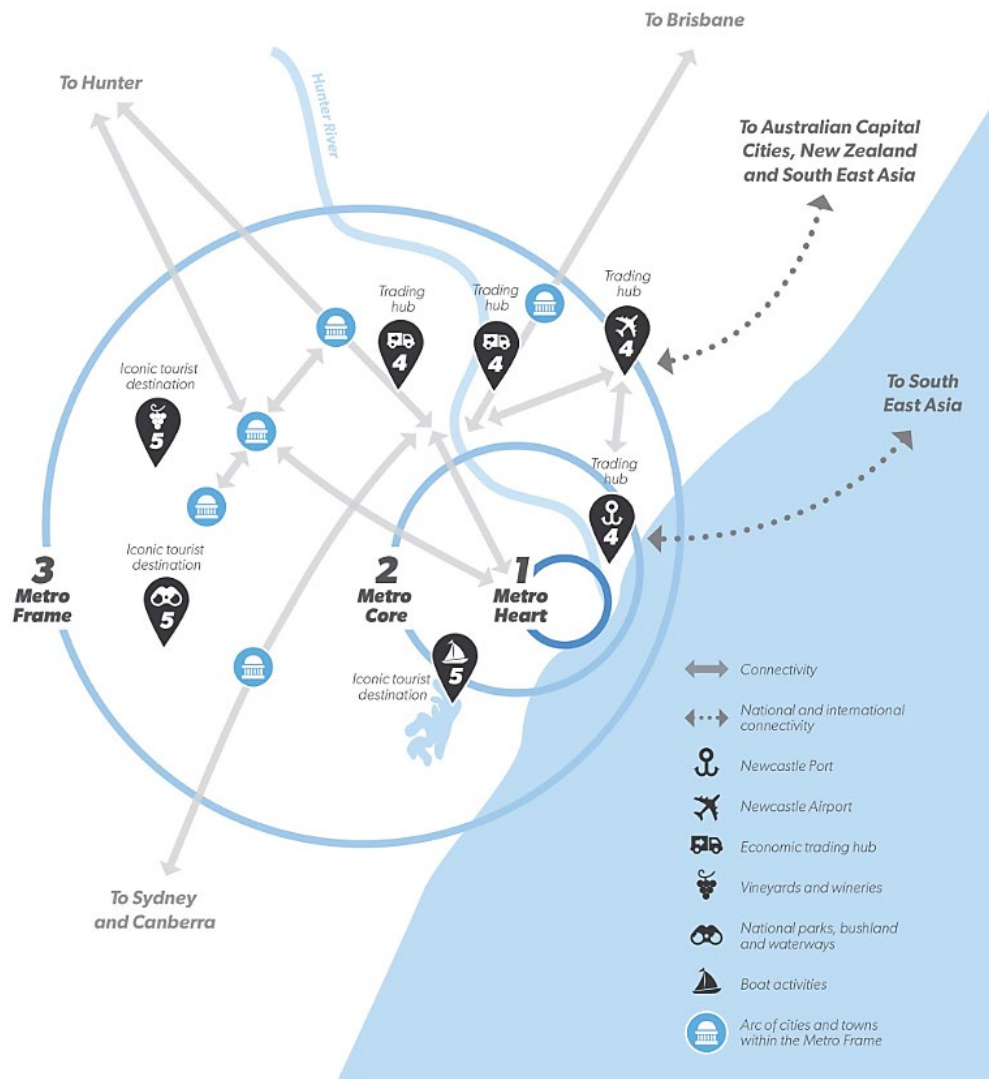 To Brisbane
To Hunter
Hunter River
To Australian Capital
Cities, New Zealand
and South East Asia
Trading
hub
4
Trading
hub
4
Trading
hub
4
Iconic tourist
destination
5
To South
East Asia
Trading
hub
4
Iconic tourist
destination
5
3
Metro
Frame
2
Metro
Core
1
Metro
Heart
Iconic tourist
destination
5
To Sydney
and Canberra
Connectivity
National and international
connectivity
Newcastle Port
Newcastle Airport
Economic trading hub
Vineyards and wineries
National parks, bushland
and waterways
Boat activities
Arc of cities and towns
within the Metro Frame